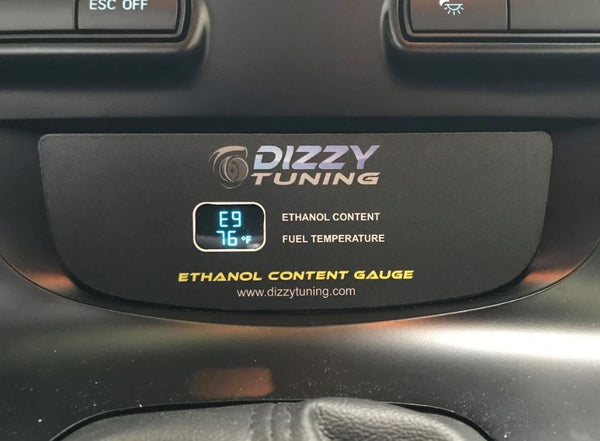 ESC OFF
DIZZY
TUNING
E9
ETHANOL CONTENT
76 °F
FUEL TEMPERATURE
ETHANOL CONTENT GAUGE
www.dizzytuning.com